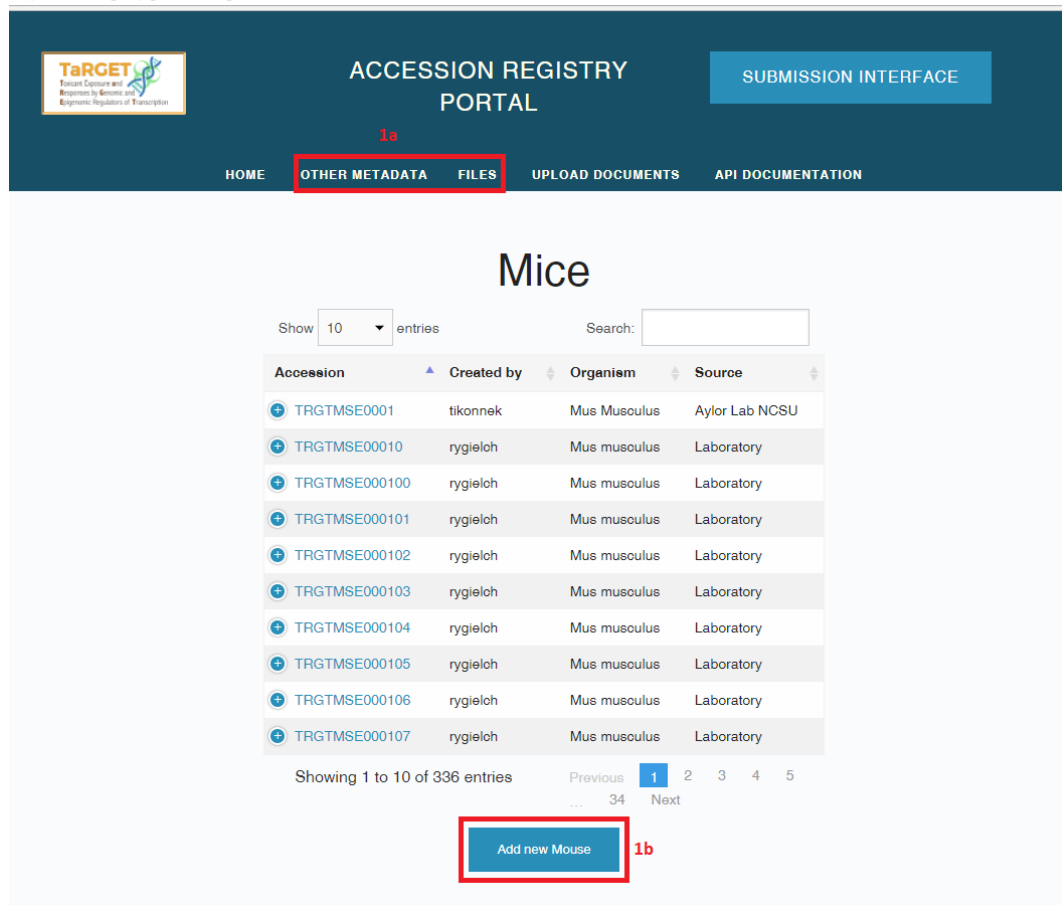 TaRGET
Toxicant Exposure and
Responses by Genomic and
Epigenomic Regulators of Transcription
ACCESSION REGISTRY
PORTAL
SUBMISSION INTERFACE
1a
HOME OTHER METADATA FILES UPLOAD DOCUMENTS API DOCUMENTATION
Mice
Show 10 entries Search:
Accession Created by Organism Source
TRGTMSE0001 tikonnek Mus Musculus Aylor Lab NCSU
TRGTMSE00010 rygielch Mus musculus Laboratory
TRGTMSE000100 rygielch Mus musculus Laboratory
TRGTMSE000101 rygielch Mus musculus Laboratory
TRGTMSE000102 rygielch Mus musculus Laboratory
TRGTMSE000103 rygielch Mus musculus Laboratory
TRGTMSE000104 rygielch Mus musculus Laboratory
TRGTMSE000105 rygielch Mus musculus Laboratory
TRGTMSE000106 rygielch Mus musculus Laboratory
TRGTMSE000107 rygielch Mus musculus Laboratory
Showing 1 to 10 of 336 entries Previous 1 2 3 4 5
... 34 Next
Add new Mouse 1b